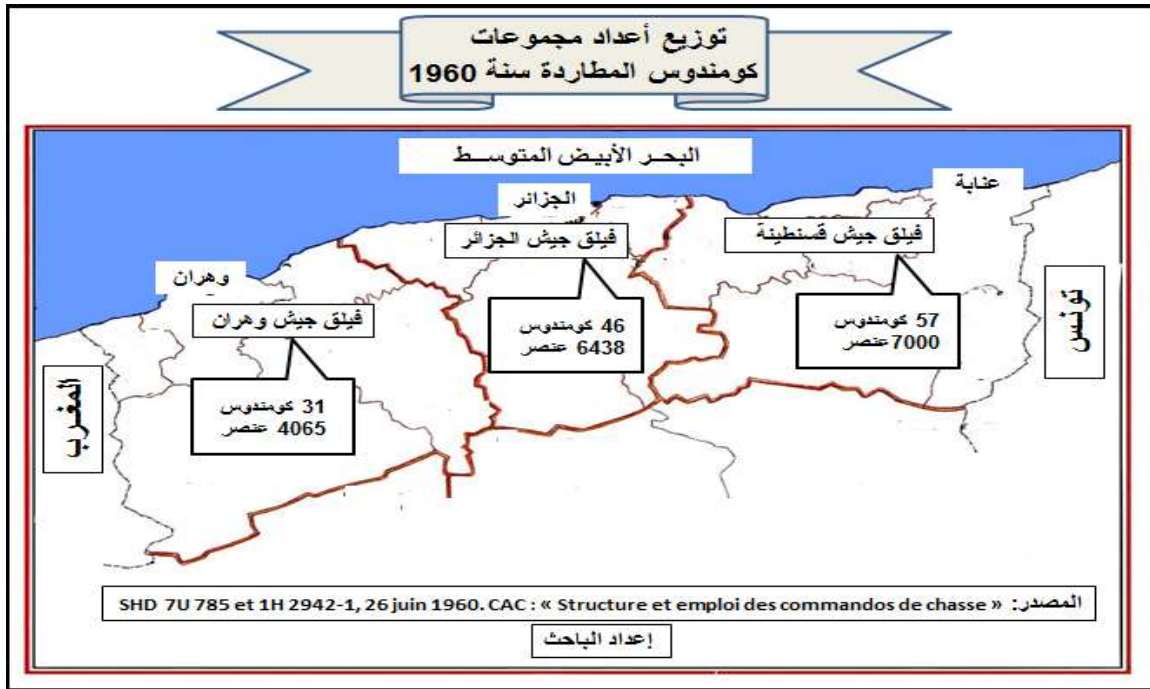 توزيع أعداد مجموعات
كومندوس المطاردة سنة 1960
البحر الأبيض المتوسط
عنابة
الجزائر
فيلق جيش قسنطينة
فيلق جيش الجزائر
وهران
فيلق جيش وهران
تونس
57 كومندوس
7000عنصر
46 كومندوس
6438 عنصر
المغرب
31 كومندوس
4065 عنصر
المصدر: SHD 7U 785 et 1H 2942-1, 26 juin 1960. CAC : « Structure et emploi des commandos de chasse »
إعداد الباحث